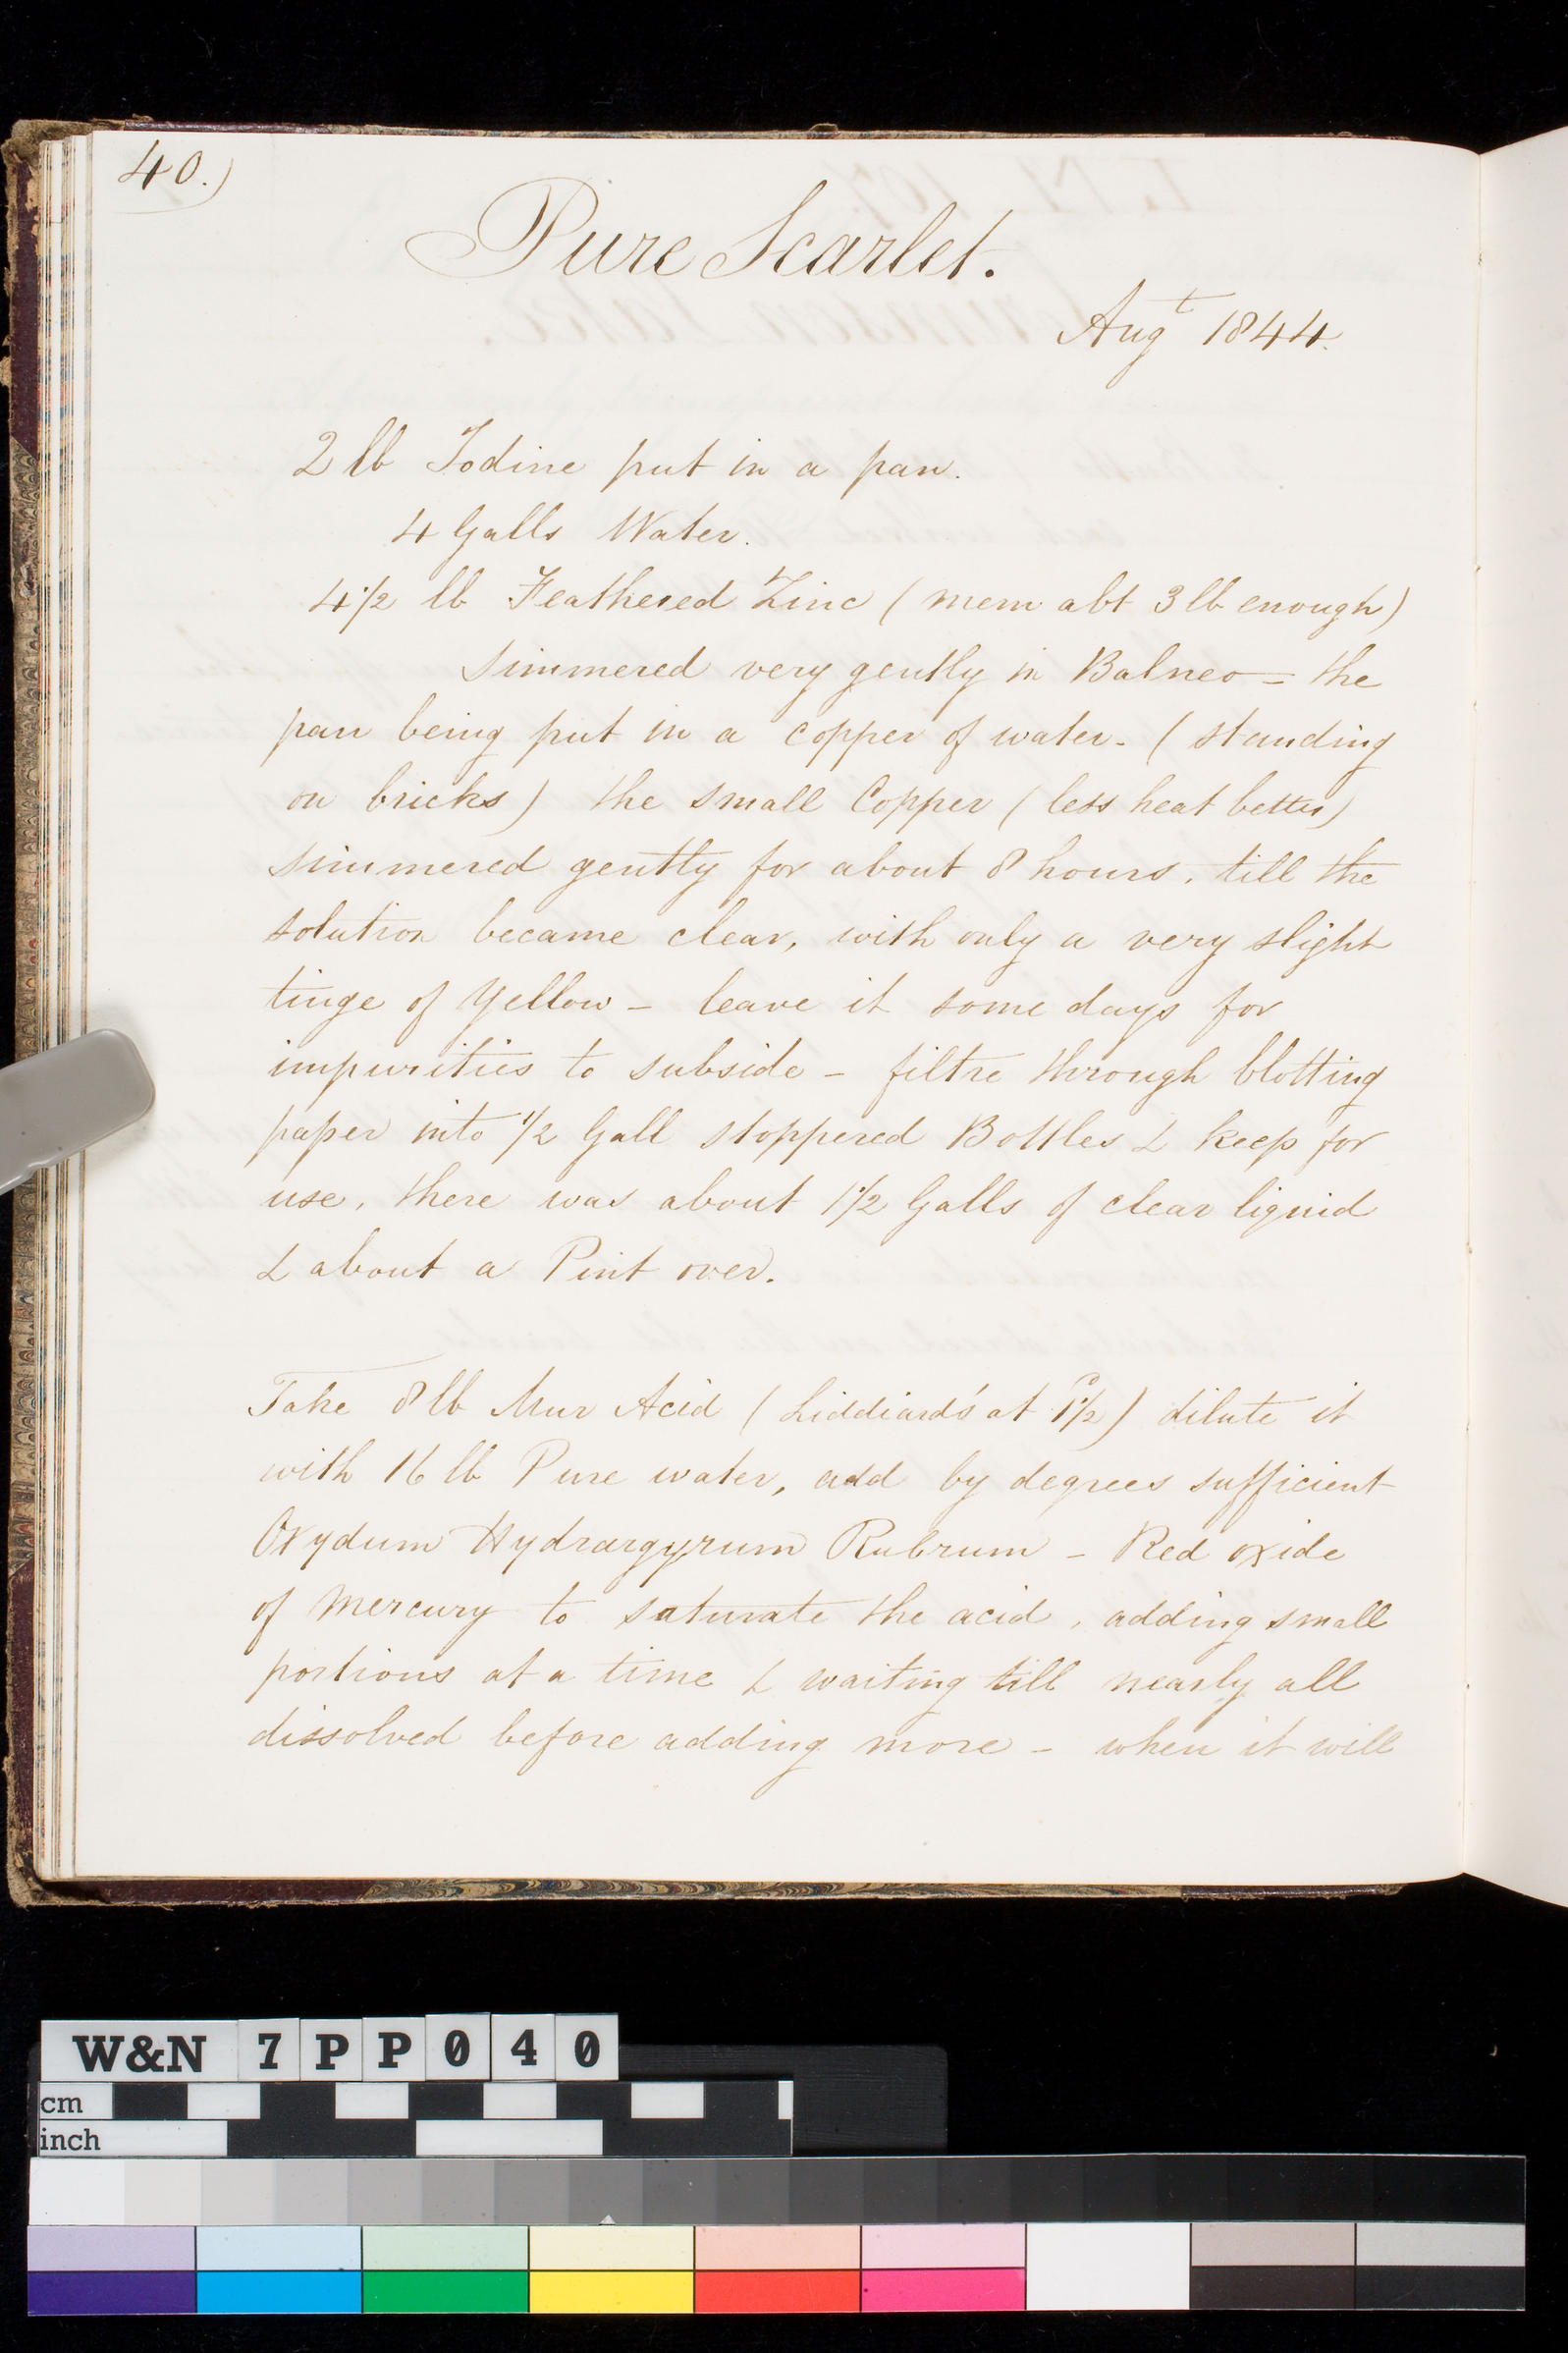 40.)
Pure Scarlet.
Augt 1844.
2 lb Iodine put in a pan.
4 Galls Water.
4 1/2 lb Feathered Zinc (mem abt 3 lb enough)
simmered very gently in Balneo = the
pan being put in a copper of water - (standing
on bricks) the small Copper (less heat better)
simmered gently for about 8 hours, till the
solution became clear, with only a very slight
tinge of Yellow - leave it some days for
impurities to subside - filtre through blotting
paper into 1/2 Gall stoppered Bottles & keep for
use, there was about 1 1/2 Galls of clear liquid
& about a Pint over.
Take 8 lb Mur Acid (Liddiard's at 1 1/2) dilute it
with 16 lb Pure water, add by degrees sufficient
Oxydum Hydrargyrum Rubrum - Red oxide
of Mercury to saturate the acid, adding small
portions at a time & waiting till nearly all
dissolved before adding more - when it will
W&N 7PP040
cm
inch